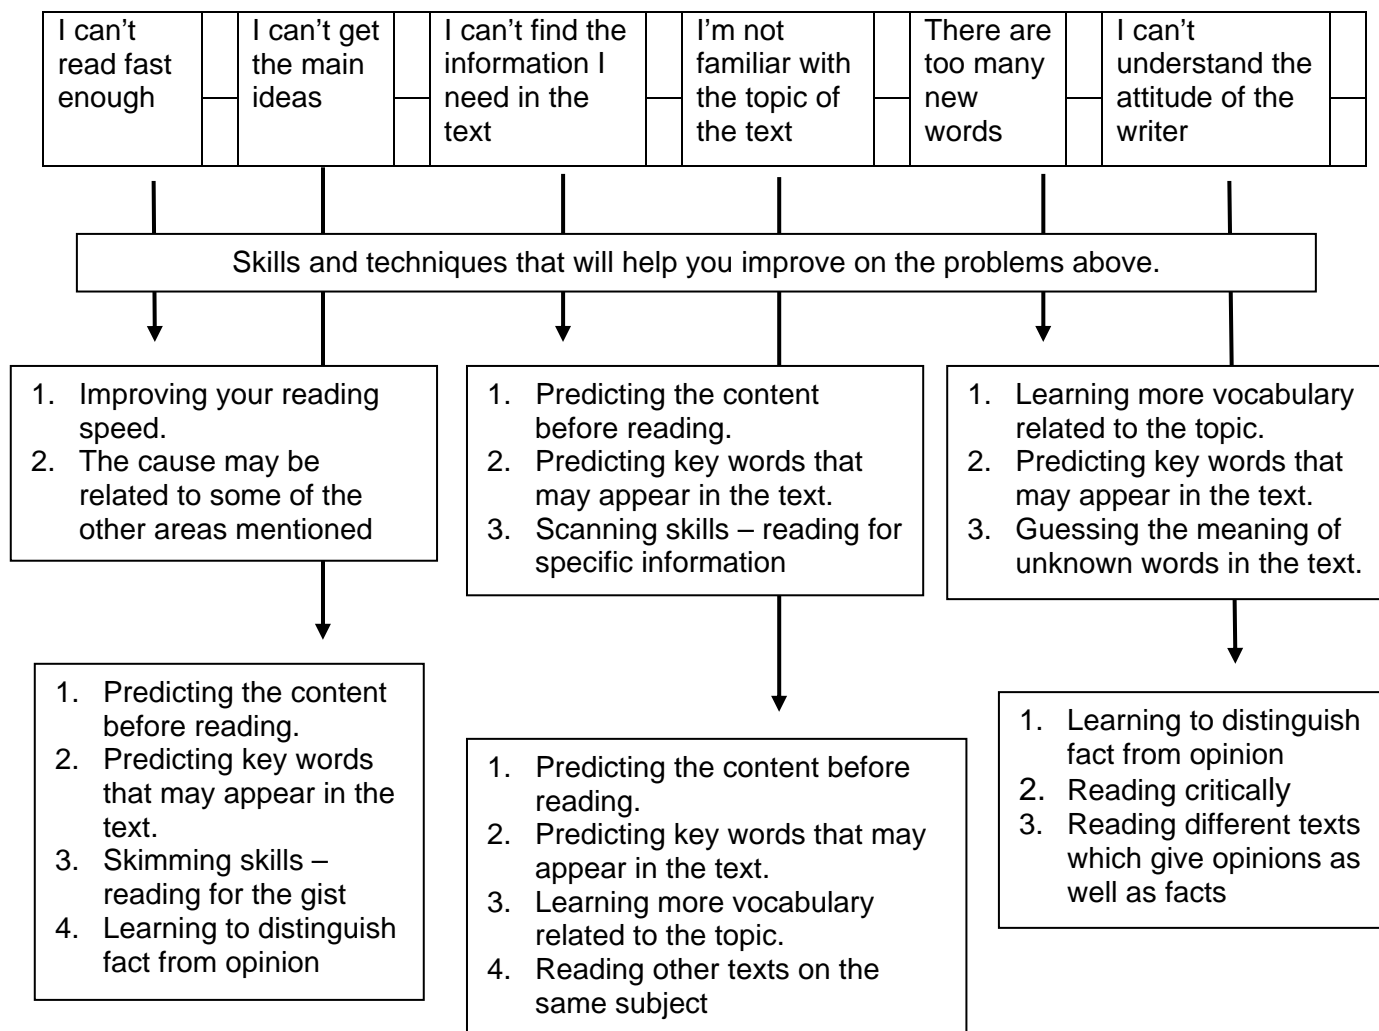 I can’t
read fast
enough
I can’t get
the main
ideas
I can’t find the
information I
need in the
text
I’m not
familiar with
the topic of
the text
There are
too many
new
words
I can’t
understand the
attitude of the
writer
Skills and techniques that will help you improve on the problems above.
1. Improving your reading
speed.
2. The cause may be
related to some of the
other areas mentioned
1. Predicting the content
before reading.
2. Predicting key words that
may appear in the text.
3. Scanning skills – reading for
specific information
1. Learning more vocabulary
related to the topic.
2. Predicting key words that
may appear in the text.
3. Guessing the meaning of
unknown words in the text.
1. Predicting the content
before reading.
2. Predicting key words
that may appear in the
text.
3. Skimming skills –
reading for the gist
4. Learning to distinguish
fact from opinion
1. Predicting the content before
reading.
2. Predicting key words that may
appear in the text.
3. Learning more vocabulary
related to the topic.
4. Reading other texts on the
same subject
1. Learning to distinguish
fact from opinion
2. Reading critically
3. Reading different texts
which give opinions as
well as facts